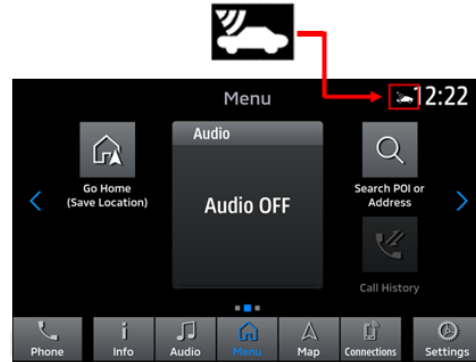 Menu
12:22
Audio
Go Home
(Save Location)
Audio OFF
Search POI or
Address
Call History
Phone
Info
Audio
Menu
Map
Connections
Settings